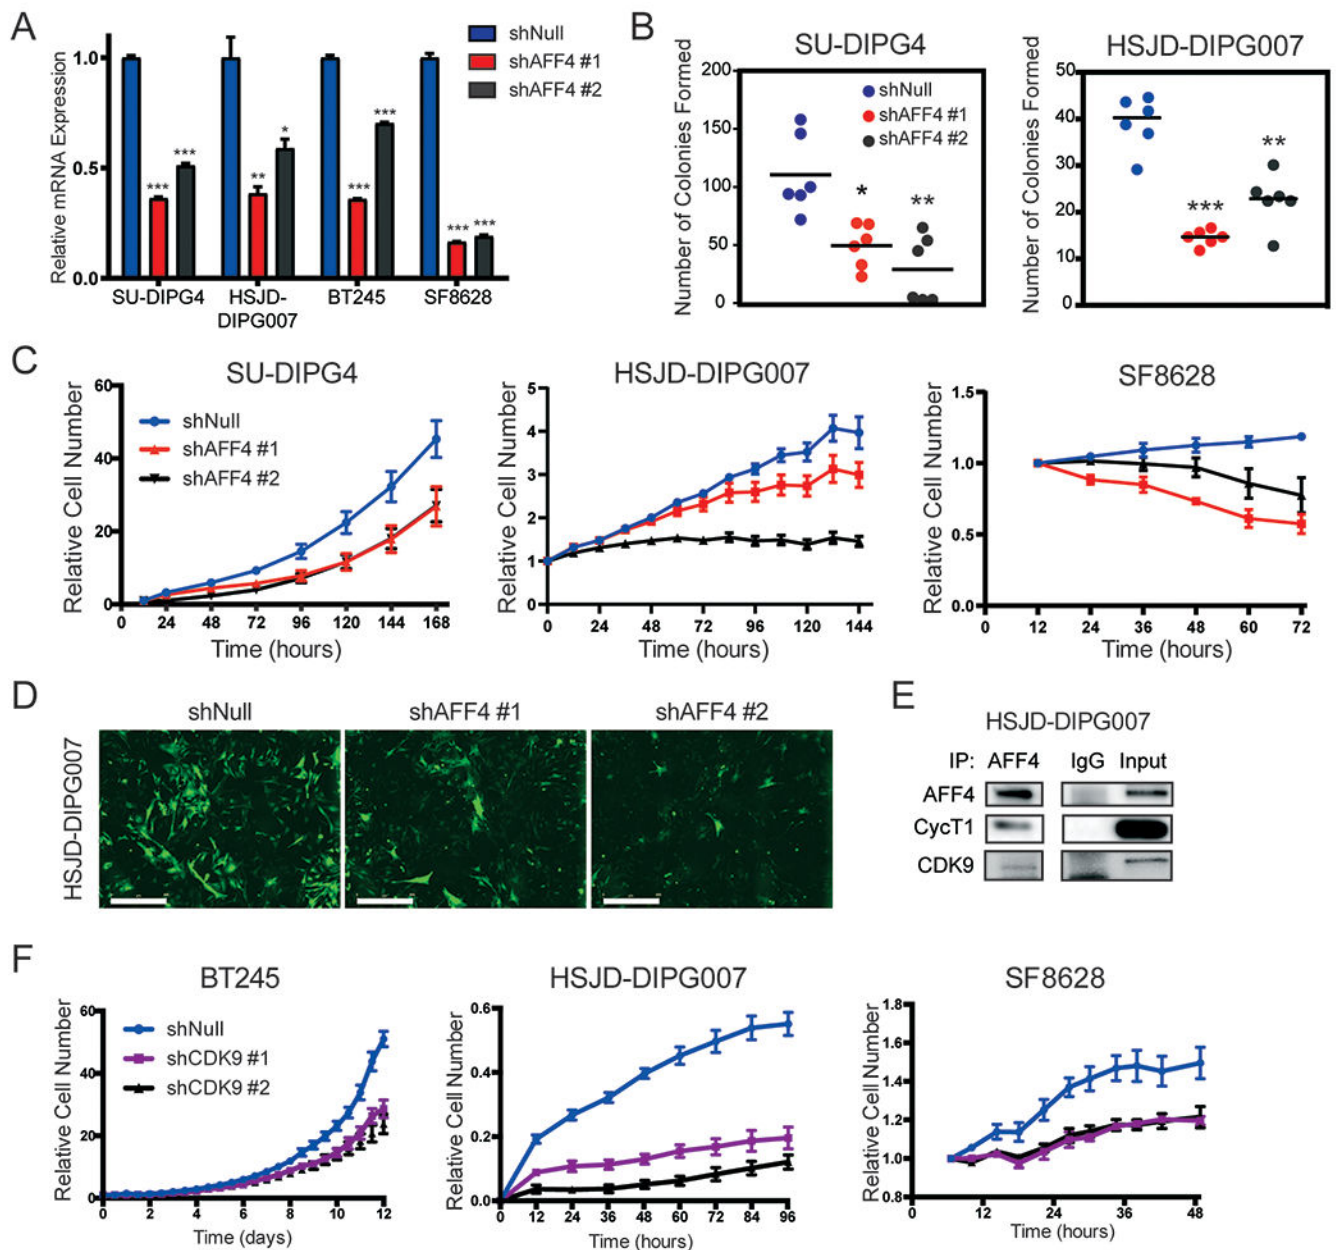 A
Relative mRNA Expression
1.0
0.5
0.0
***
***
**
*
***
***
***
***
SU-DIPG4
HSJD-
DIPG007
BT245
SF8628
shNull
shAFF4 #1
shAFF4 #2
B
SU-DIPG4
Number of Colonies Formed
200
150
100
50
0
shNull
shAFF4 #1
shAFF4 #2
*
**
HSJD-DIPG007
Number of Colonies Formed
50
40
30
20
10
0
***
**
C
SU-DIPG4
Relative Cell Number
60
40
20
0
shNull
shAFF4 #1
shAFF4 #2
0 24 48 72 96 120 144 168
Time (hours)
HSJD-DIPG007
Relative Cell Number
5
4
3
2
1
0
0 24 48 72 96 120 144
Time (hours)
SF8628
Relative Cell Number
1.5
1.0
0.5
0.0
0 12 24 36 48 60 72
Time (hours)
D
shNull shAFF4 #1 shAFF4 #2
HSJD-DIPG007
E
HSJD-DIPG007
IP: AFF4 IgG Input
AFF4
CycT1
CDK9
F
BT245
Relative Cell Number
60
40
20
0
shNull
shCDK9 #1
shCDK9 #2
0 2 4 6 8 10 12
Time (days)
HSJD-DIPG007
Relative Cell Number
0.6
0.4
0.2
0.0
0 12 24 36 48 60 72 84 96
Time (hours)
SF8628
Relative Cell Number
1.8
1.6
1.4
1.2
1.0
0.8
0 12 24 36 48
Time (hours)